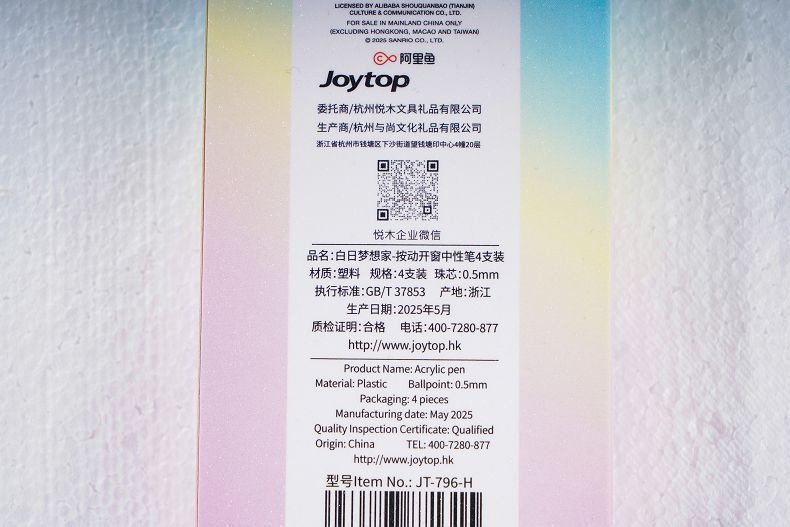 LICENSED BY ALIBABA SHOUQUANBAO (TIANJIN)
CULTURE & COMMUNICATION CO., LTD.
FOR SALE IN MAINLAND CHINA ONLY
(EXCLUDING HONGKONG, MACAO AND TAIWAN)
© 2025 SANRIO CO., LTD.
阿里鱼
Joytop
委托商/杭州悦木文具礼品有限公司
生产商/杭州与尚文化礼品有限公司
浙江省杭州市钱塘区下沙街道望钱塘印中心4幢20层
悦木企业微信
品名:白日梦想家-按动开窗中性笔4支装
材质:塑料 规格:4支装 珠芯:0.5mm
执行标准:GB/T 37853 产地:浙江
生产日期:2025年5月
质检证明:合格 电话:400-7280-877
http://www.joytop.hk
Product Name: Acrylic pen
Material: Plastic Ballpoint: 0.5mm
Packaging: 4 pieces
Manufacturing date: May 2025
Quality Inspection Certificate: Qualified
Origin: China TEL: 400-7280-877
http://www.joytop.hk
型号Item No.: JT-796-H